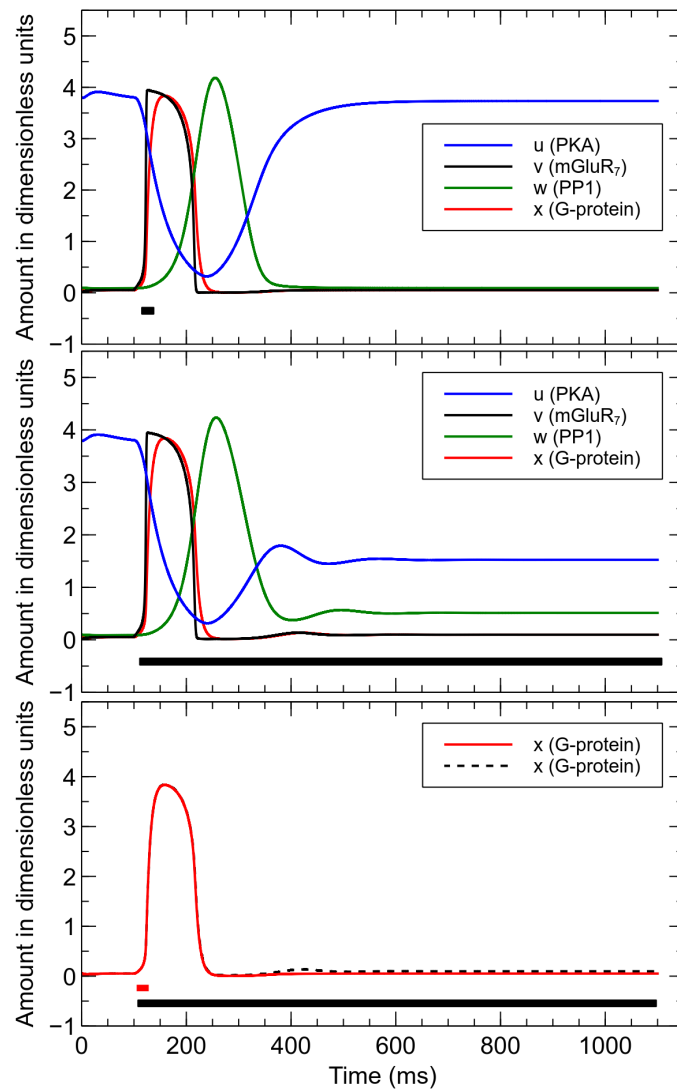 Amount in dimensionless units
5
4
3
2
1
0
−1
u (PKA)
v (mGluR₇)
w (PP1)
x (G-protein)
Amount in dimensionless units
5
4
3
2
1
0
−1
u (PKA)
v (mGluR₇)
w (PP1)
x (G-protein)
Amount in dimensionless units
5
4
3
2
1
0
−1
x (G-protein)
x (G-protein)
0 200 400 600 800 1000
Time (ms)